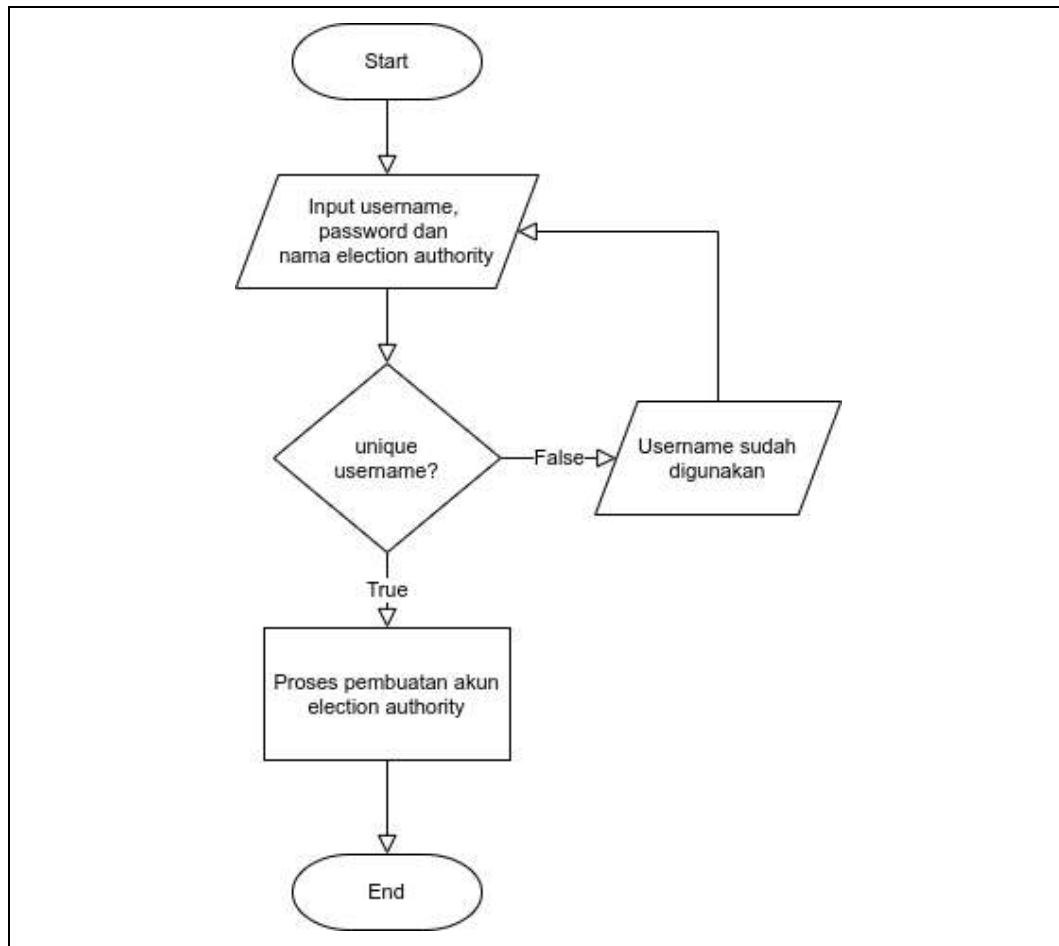 Start
Input username,
password dan
nama election authority
unique
username?
False
Username sudah
digunakan
True
Proses pembuatan akun
election authority
End